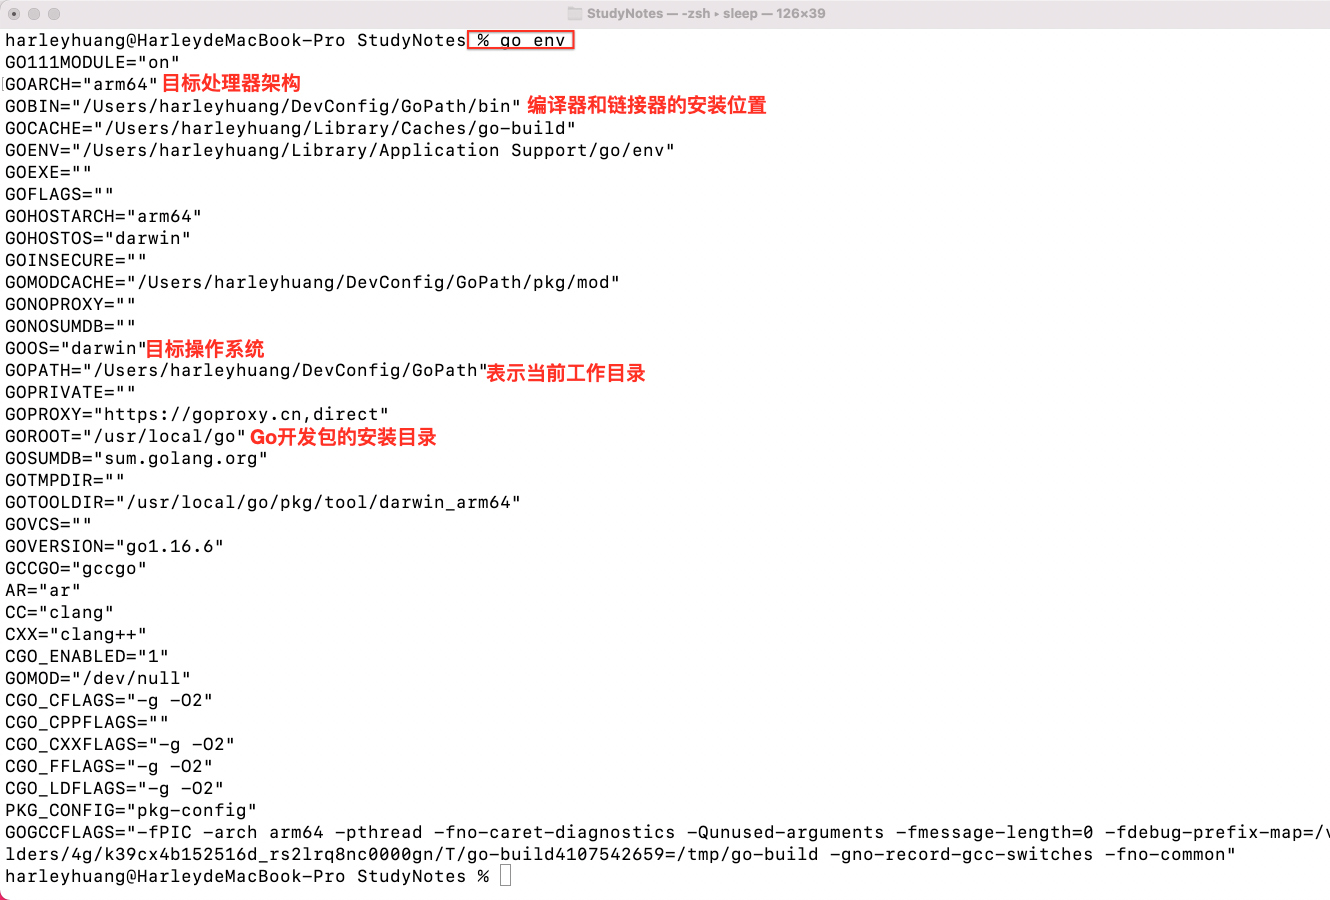 StudyNotes — -zsh ▸ sleep — 126×39
harleyhuang@HarleydeMacBook-Pro StudyNotes % go env
GO111MODULE="on"
GOARCH="arm64" 目标处理器架构
GOBIN="/Users/harleyhuang/DevConfig/GoPath/bin" 编译器和链接器的安装位置
GOCACHE="/Users/harleyhuang/Library/Caches/go-build"
GOENV="/Users/harleyhuang/Library/Application Support/go/env"
GOEXE=""
GOFLAGS=""
GOHOSTARCH="arm64"
GOHOSTOS="darwin"
GOINSECURE=""
GOMODCACHE="/Users/harleyhuang/DevConfig/GoPath/pkg/mod"
GONOPROXY=""
GONOSUMDB=""
GOOS="darwin"目标操作系统
GOPATH="/Users/harleyhuang/DevConfig/GoPath"表示当前工作目录
GOPRIVATE=""
GOPROXY="https://goproxy.cn,direct"
GOROOT="/usr/local/go" Go开发包的安装目录
GOSUMDB="sum.golang.org"
GOTMPDIR=""
GOTOOLDIR="/usr/local/go/pkg/tool/darwin_arm64"
GOVCS=""
GOVERSION="go1.16.6"
GCCGO="gccgo"
AR="ar"
CC="clang"
CXX="clang++"
CGO_ENABLED="1"
GOMOD="/dev/null"
CGO_CFLAGS="-g -O2"
CGO_CPPFLAGS=""
CGO_CXXFLAGS="-g -O2"
CGO_FFLAGS="-g -O2"
CGO_LDFLAGS="-g -O2"
PKG_CONFIG="pkg-config"
GOGCCFLAGS="-fPIC -arch arm64 -pthread -fno-caret-diagnostics -Qunused-arguments -fmessage-length=0 -fdebug-prefix-map=/v
lders/4g/k39cx4b152516d_rs2lrq8nc0000gn/T/go-build4107542659=/tmp/go-build -gno-record-gcc-switches -fno-common"
harleyhuang@HarleydeMacBook-Pro StudyNotes %